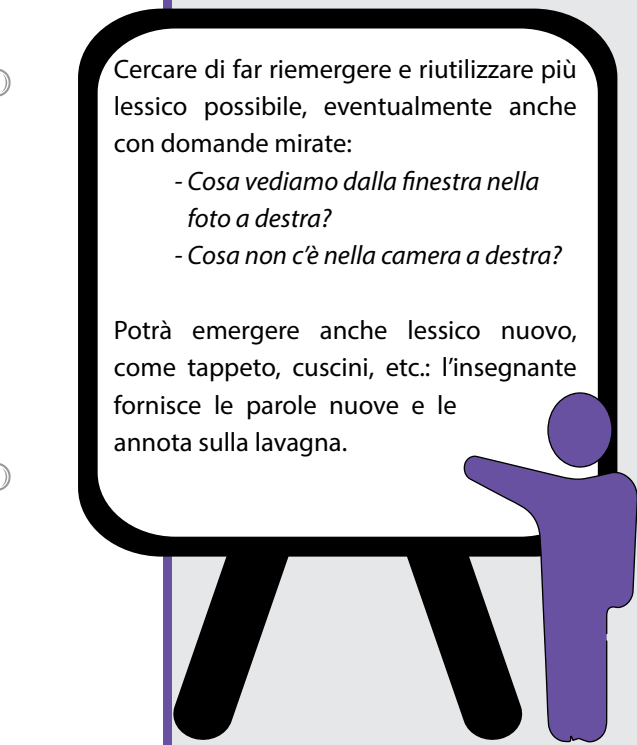 Cercare di far riemergere e riutilizzare più
lessico possibile, eventualmente anche
con domande mirate:
- Cosa vediamo dalla finestra nella
foto a destra?
- Cosa non c'è nella camera a destra?
Potrà emergere anche lessico nuovo,
come tappeto, cuscini, etc.: l'insegnante
fornisce le parole nuove e le
annota sulla lavagna.